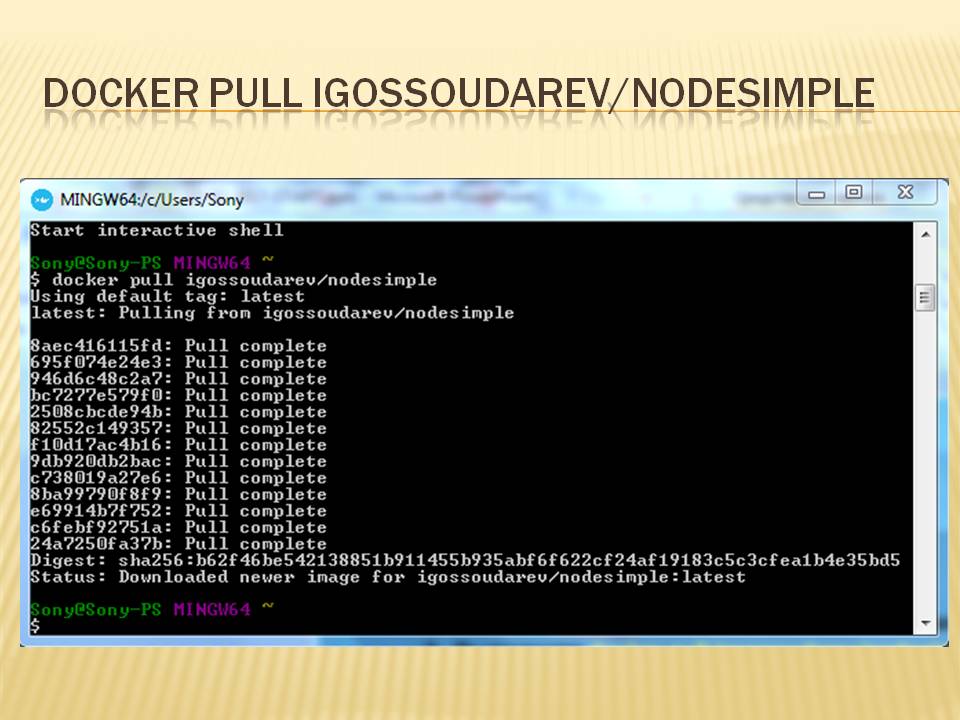 DOCKER PULL IGOSSOUDAREV/NODESIMPLE
MINGW64:/c/Users/Sony
Start interactive shell
Sony@Sony-PS MINGW64 ~
$ docker pull igossoudarev/nodesimple
Using default tag: latest
latest: Pulling from igossoudarev/nodesimple
8aec416115fd: Pull complete
695f074e24e3: Pull complete
946d6c48c2a7: Pull complete
bc7277e579f0: Pull complete
2508cbcde94b: Pull complete
82552c149357: Pull complete
f10d17ac4b16: Pull complete
9db920db2bac: Pull complete
c738019a27e6: Pull complete
8ba99790f8f9: Pull complete
e69914b7f752: Pull complete
c6febf92751a: Pull complete
24a7250fa37b: Pull complete
Digest: sha256:b62f46be542138851b911455b935abf6f622cf24af19183c5c3cfea1b4e35bd5
Status: Downloaded newer image for igossoudarev/nodesimple:latest
Sony@Sony-PS MINGW64 ~
$